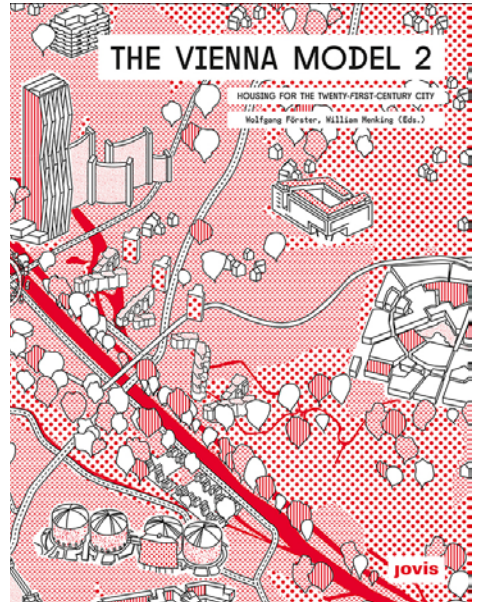 THE VIENNA MODEL 2
HOUSING FOR THE TWENTY-FIRST-CENTURY CITY
Wolfgang Förster, William Menking (Eds.)
jovis